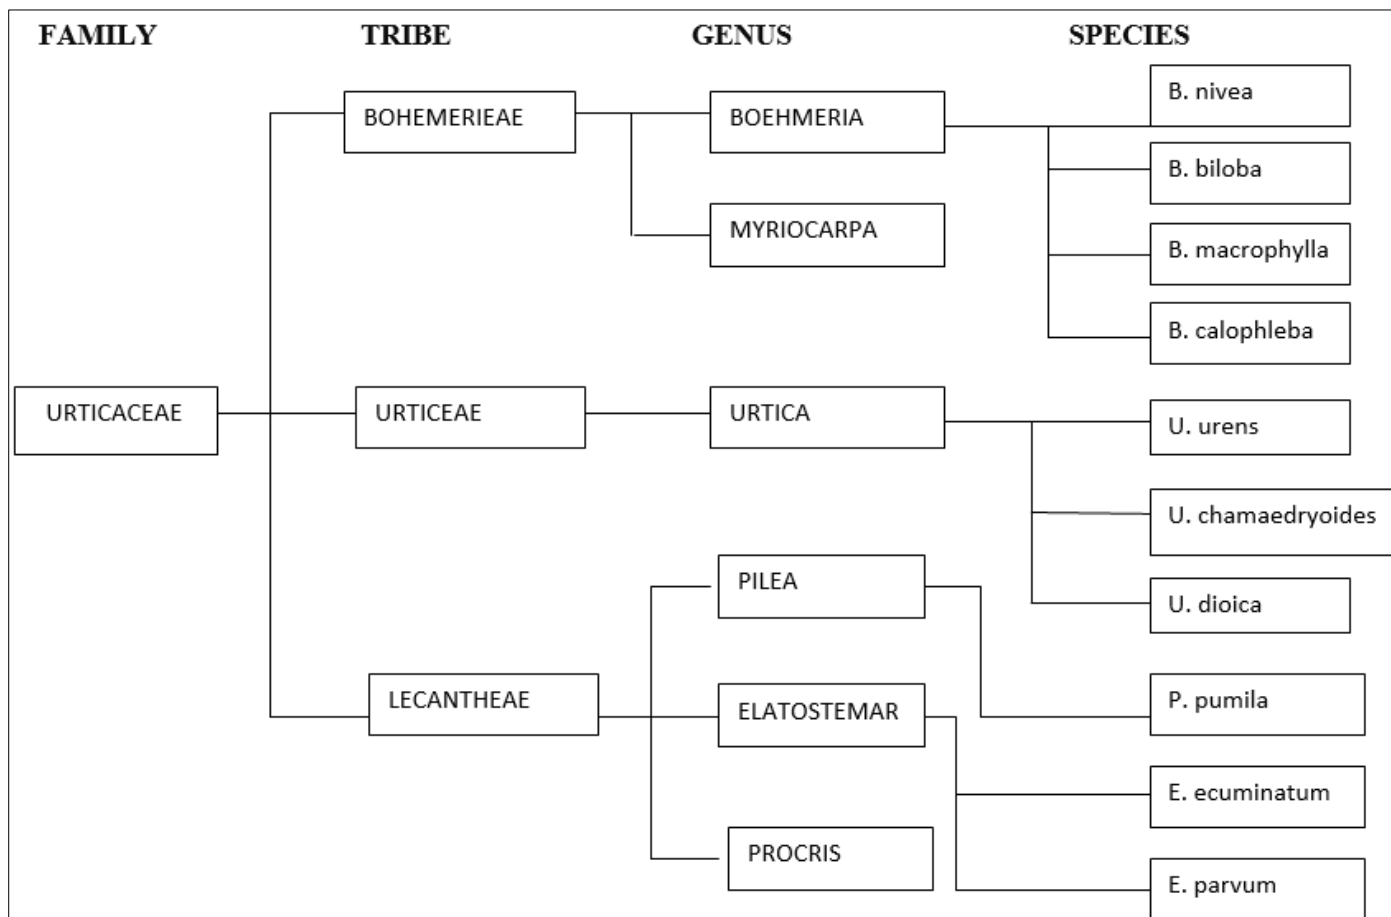 FAMILY TRIBE GENUS SPECIES
B. nivea
BOHEMERIEAE BOEHMERIA
B. biloba
MYRIOCARPA
B. macrophylla
B. calophleba
URTICACEAE URTICEAE URTICA
U. urens
U. chamaedryoides
PILEA
U. dioica
LECANTHEAE ELATOSTEMAR P. pumila
E. ecuminatum
PROCRIS
E. parvum